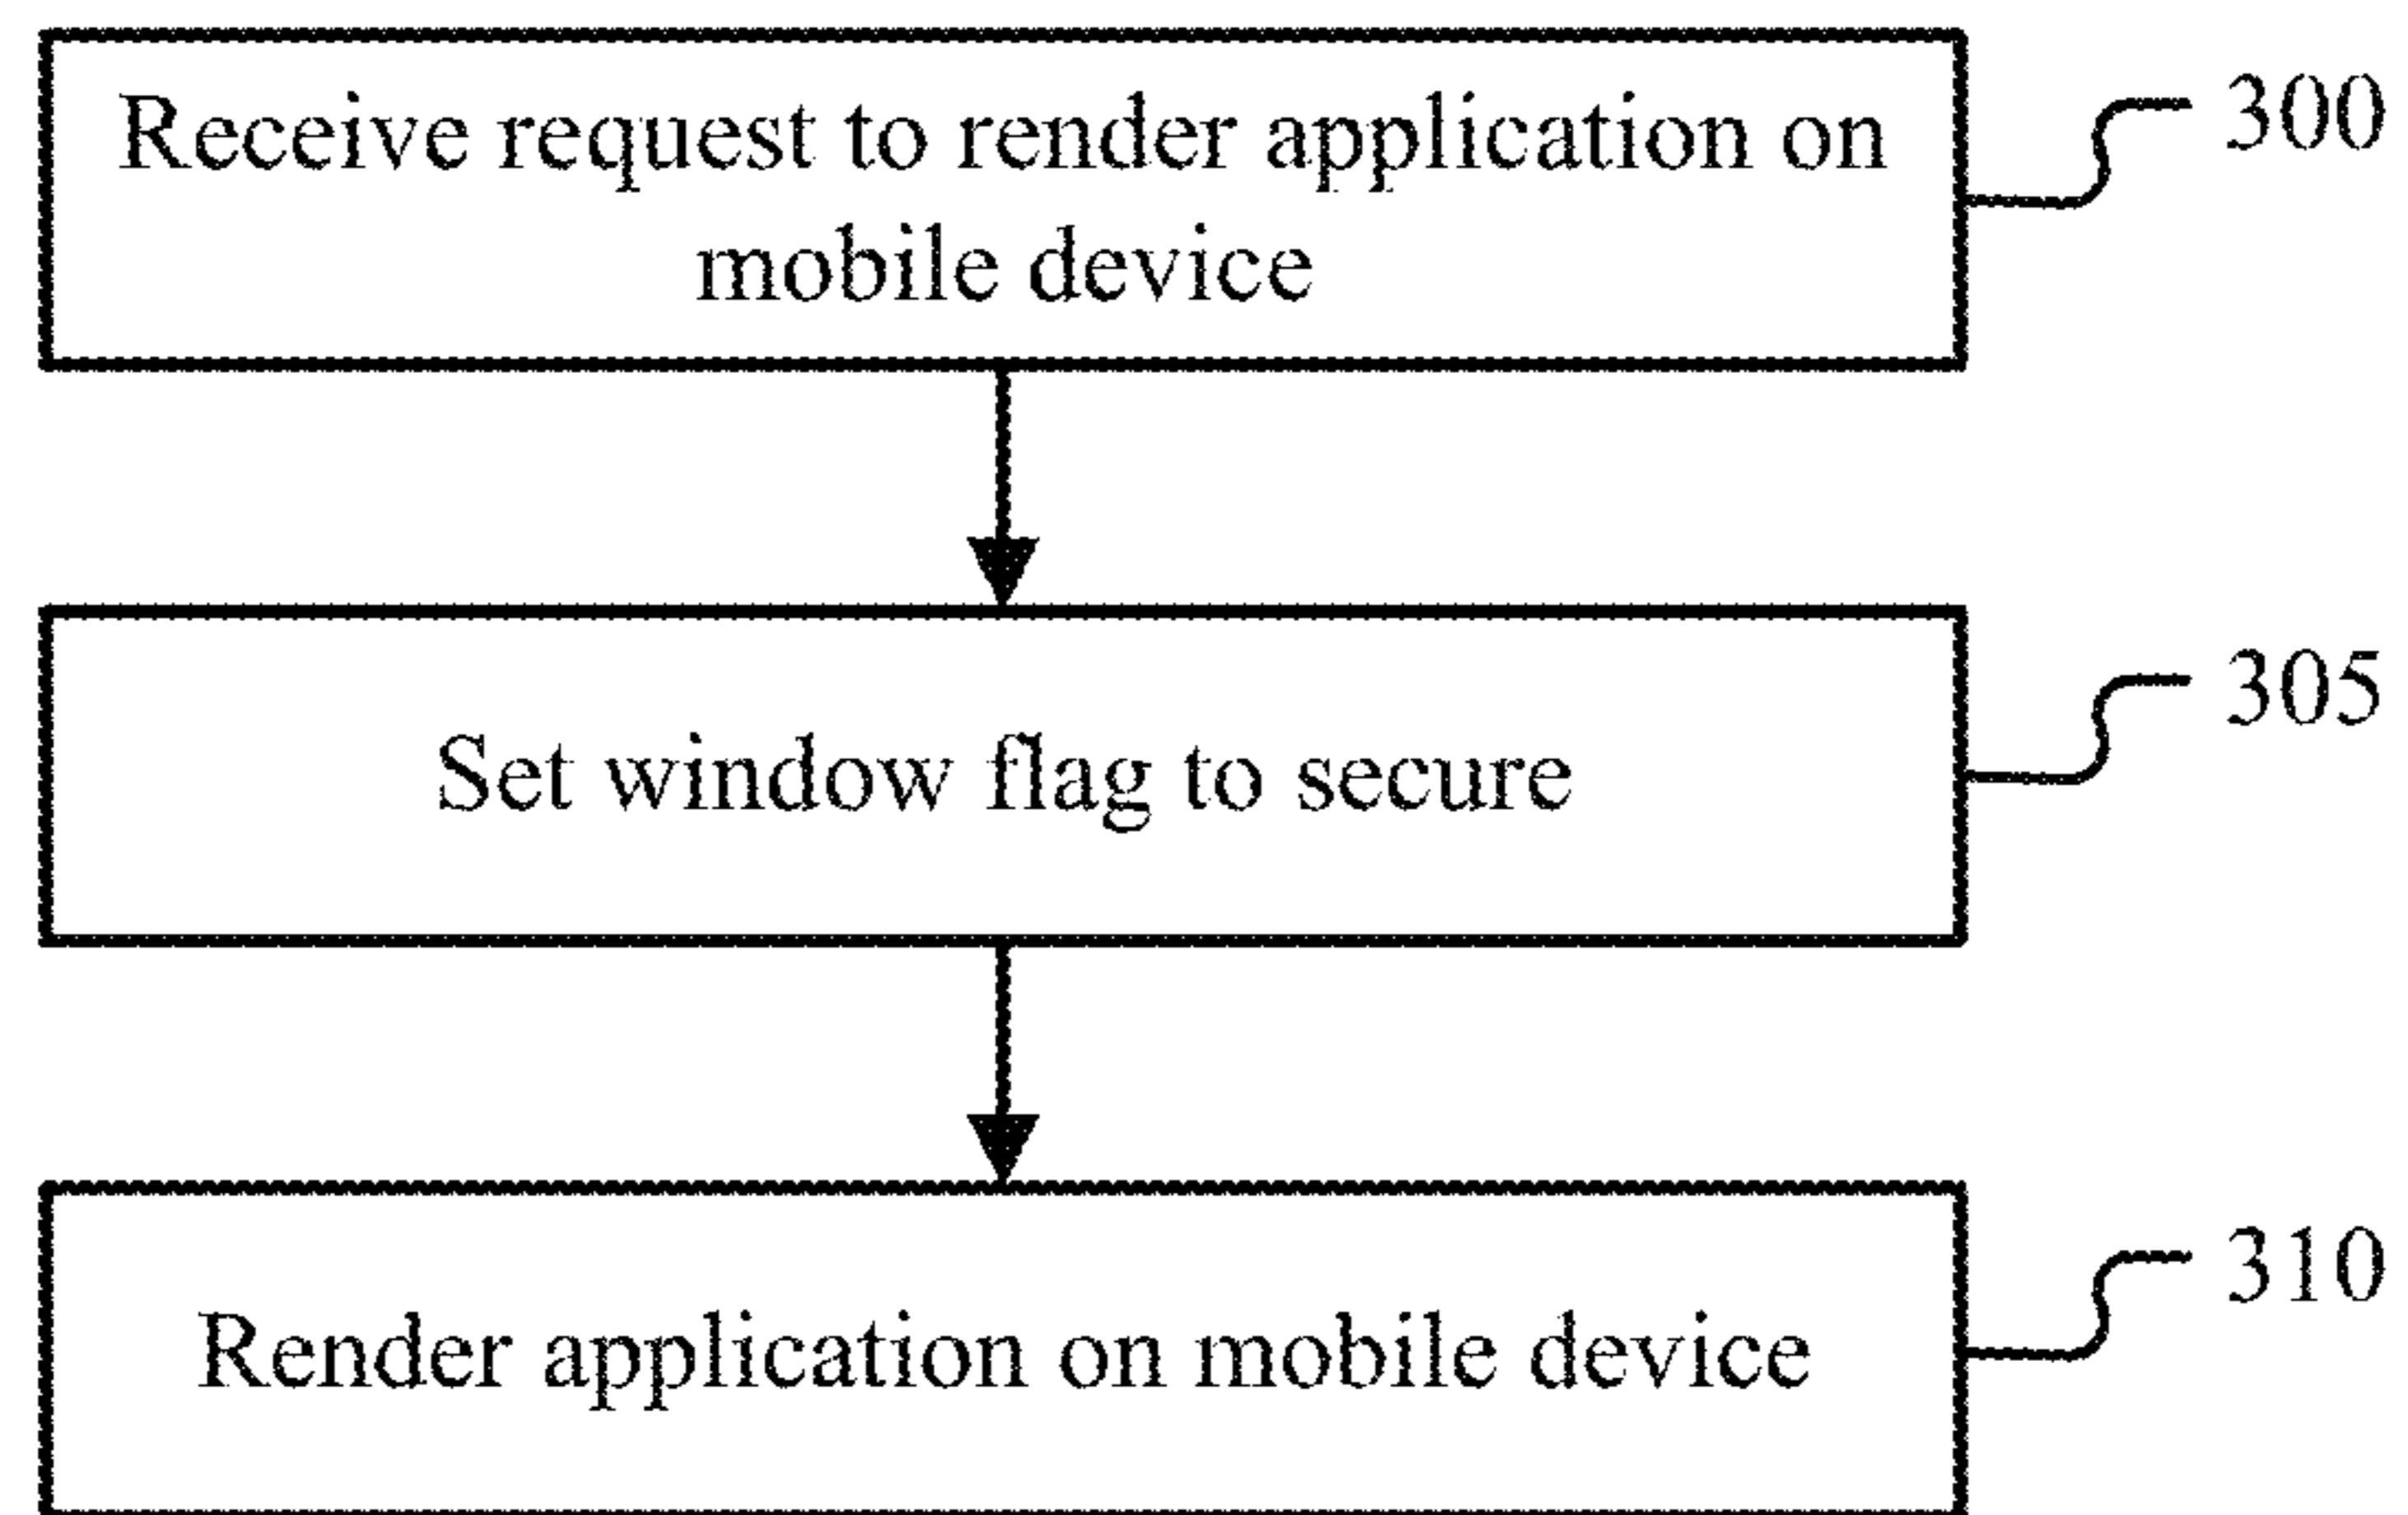 Receive request to render application on
mobile device
300
Set window flag to secure
305
Render application on mobile device
310